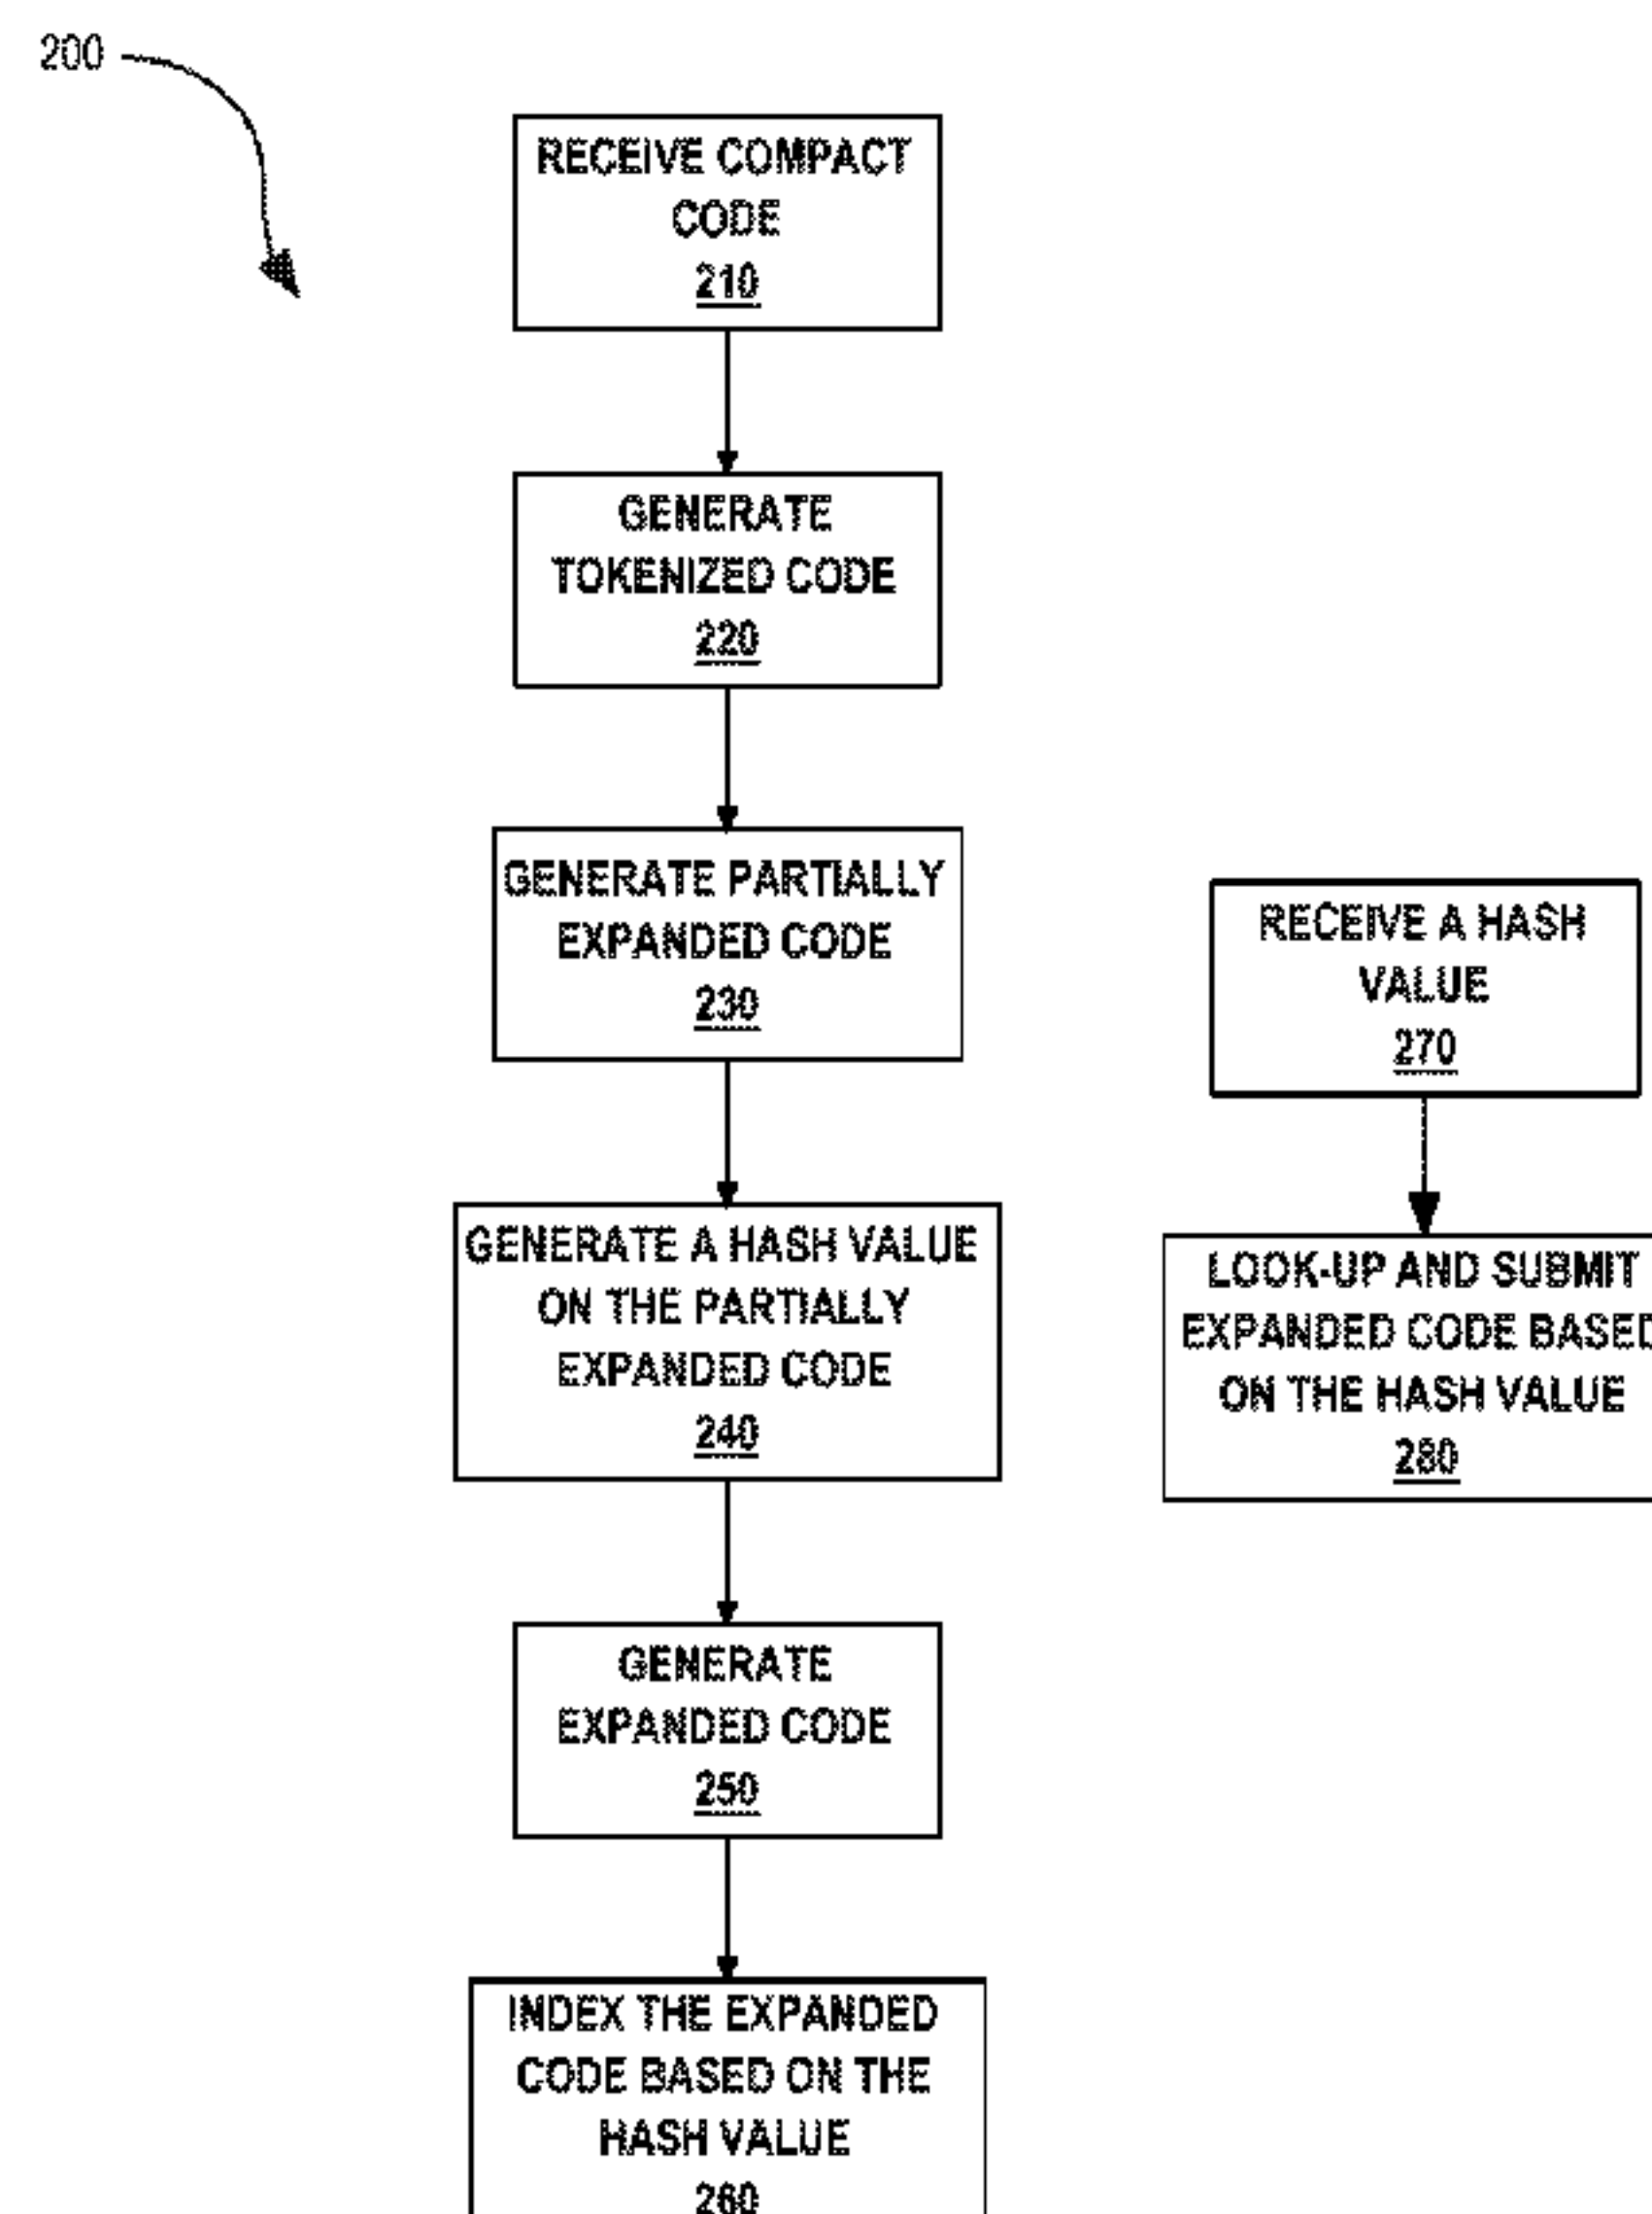 200
RECEIVE COMPACT
CODE
210
GENERATE
TOKENIZED CODE
220
GENERATE PARTIALLY
EXPANDED CODE
230
GENERATE A HASH VALUE
ON THE PARTIALLY
EXPANDED CODE
240
GENERATE
EXPANDED CODE
250
INDEX THE EXPANDED
CODE BASED ON THE
HASH VALUE
260
RECEIVE A HASH
VALUE
270
LOOK-UP AND SUBMIT
EXPANDED CODE BASED
ON THE HASH VALUE
280